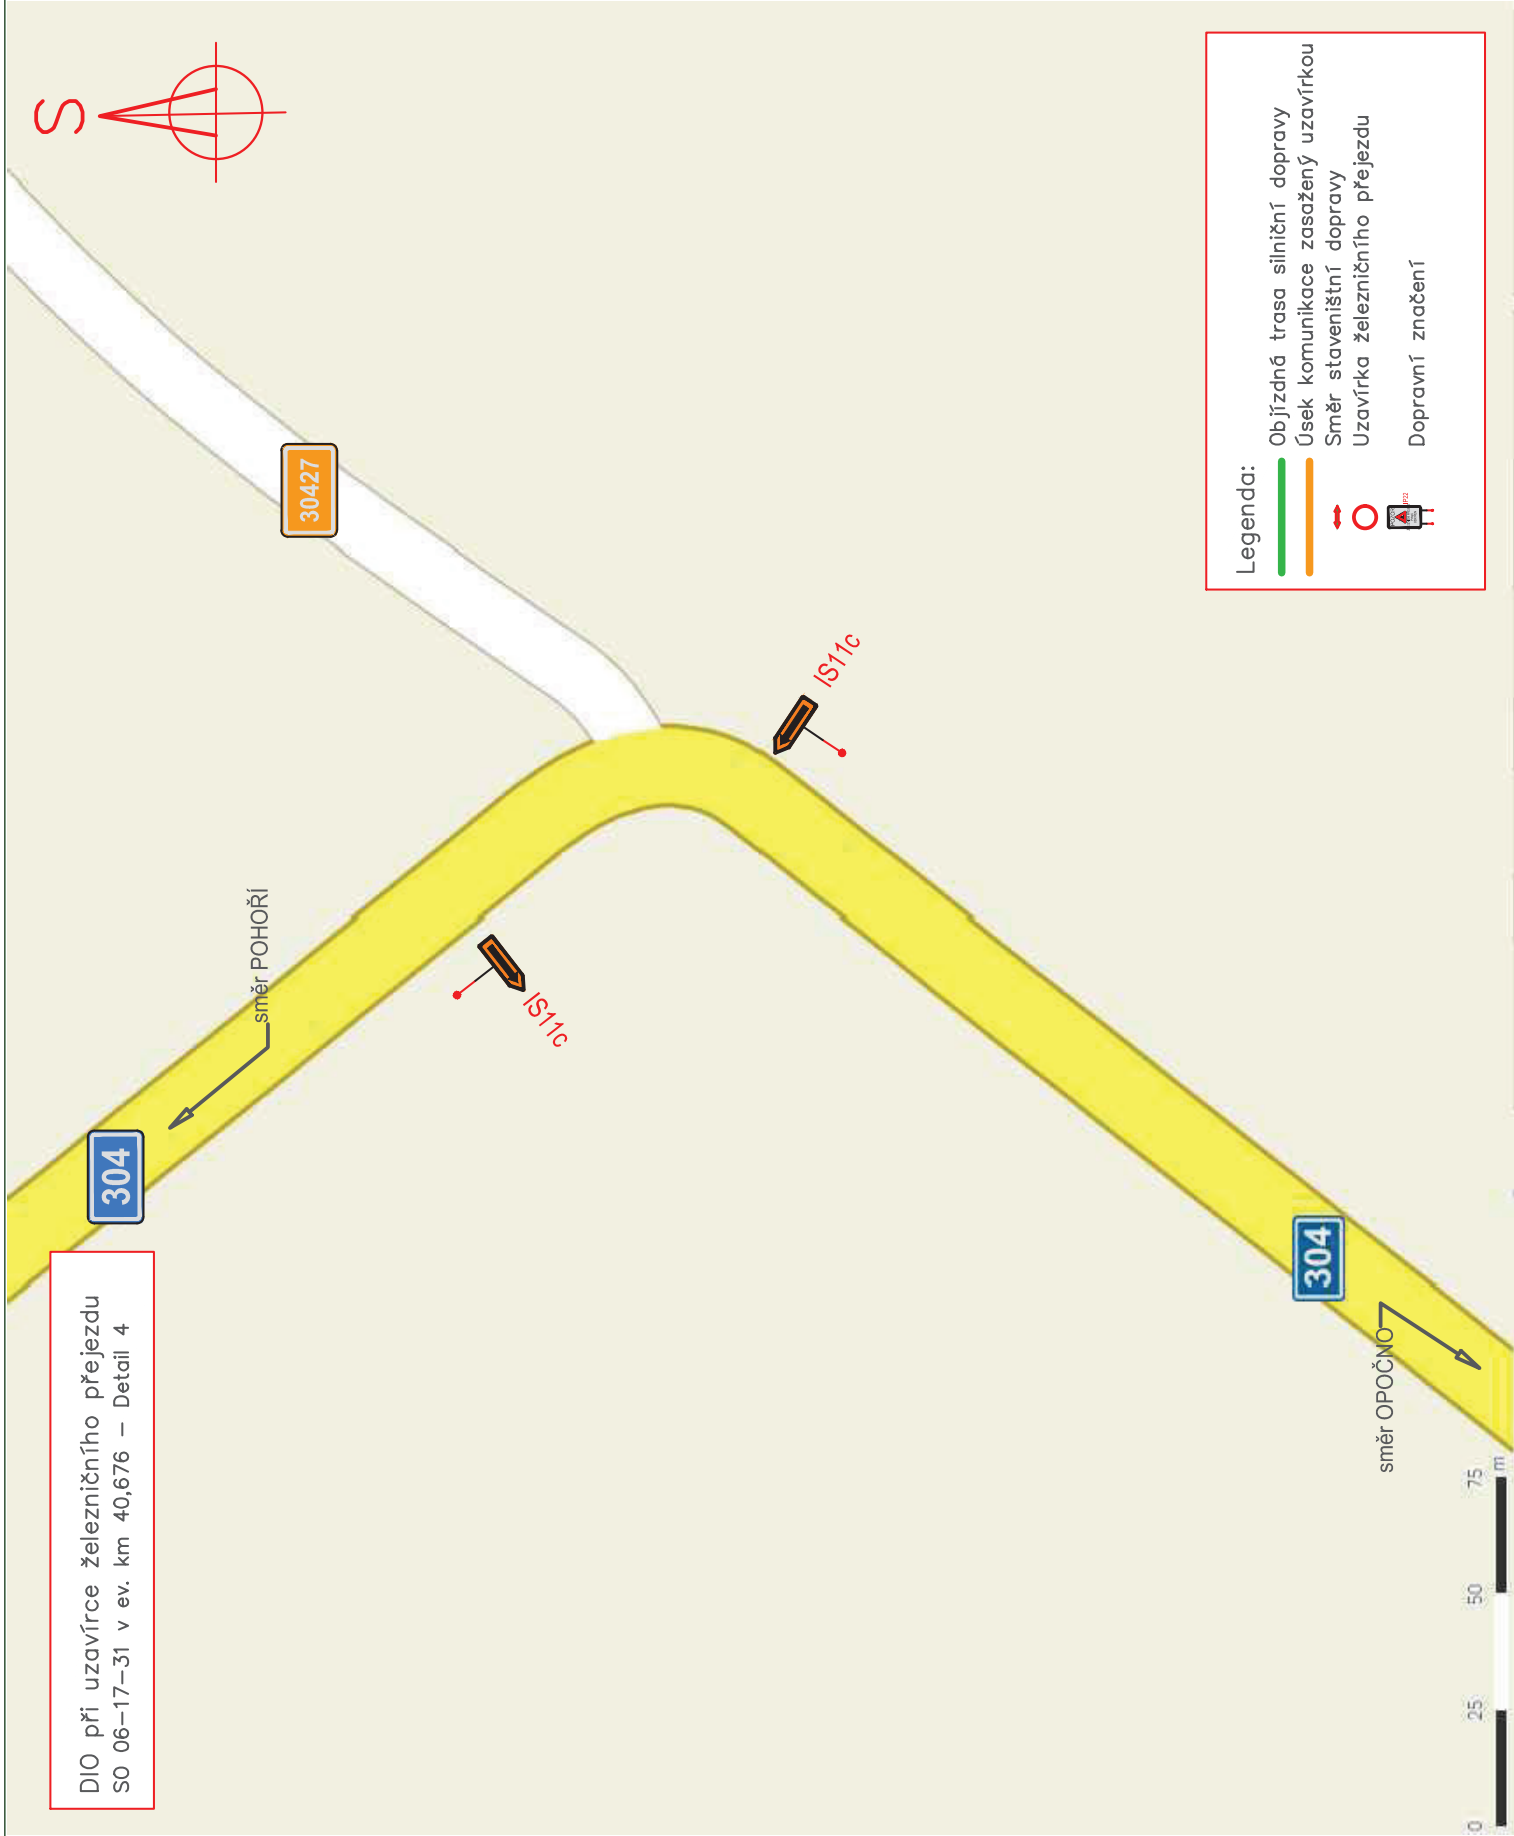 DIO při uzavírce železničního přejezdu
SO 06-17-31 v ev. km 40,676 - Detail 4
304
směr POHOŘÍ
IS11c
30427
S
IS11c
304
směr OPOČNO
Legenda:
Objízdná trasa silniční dopravy
Úsek komunikace zasažený uzavírkou
Směr staveništní dopravy
Uzavírka železničního přejezdu
Dopravní značení
0 25 50 75 m